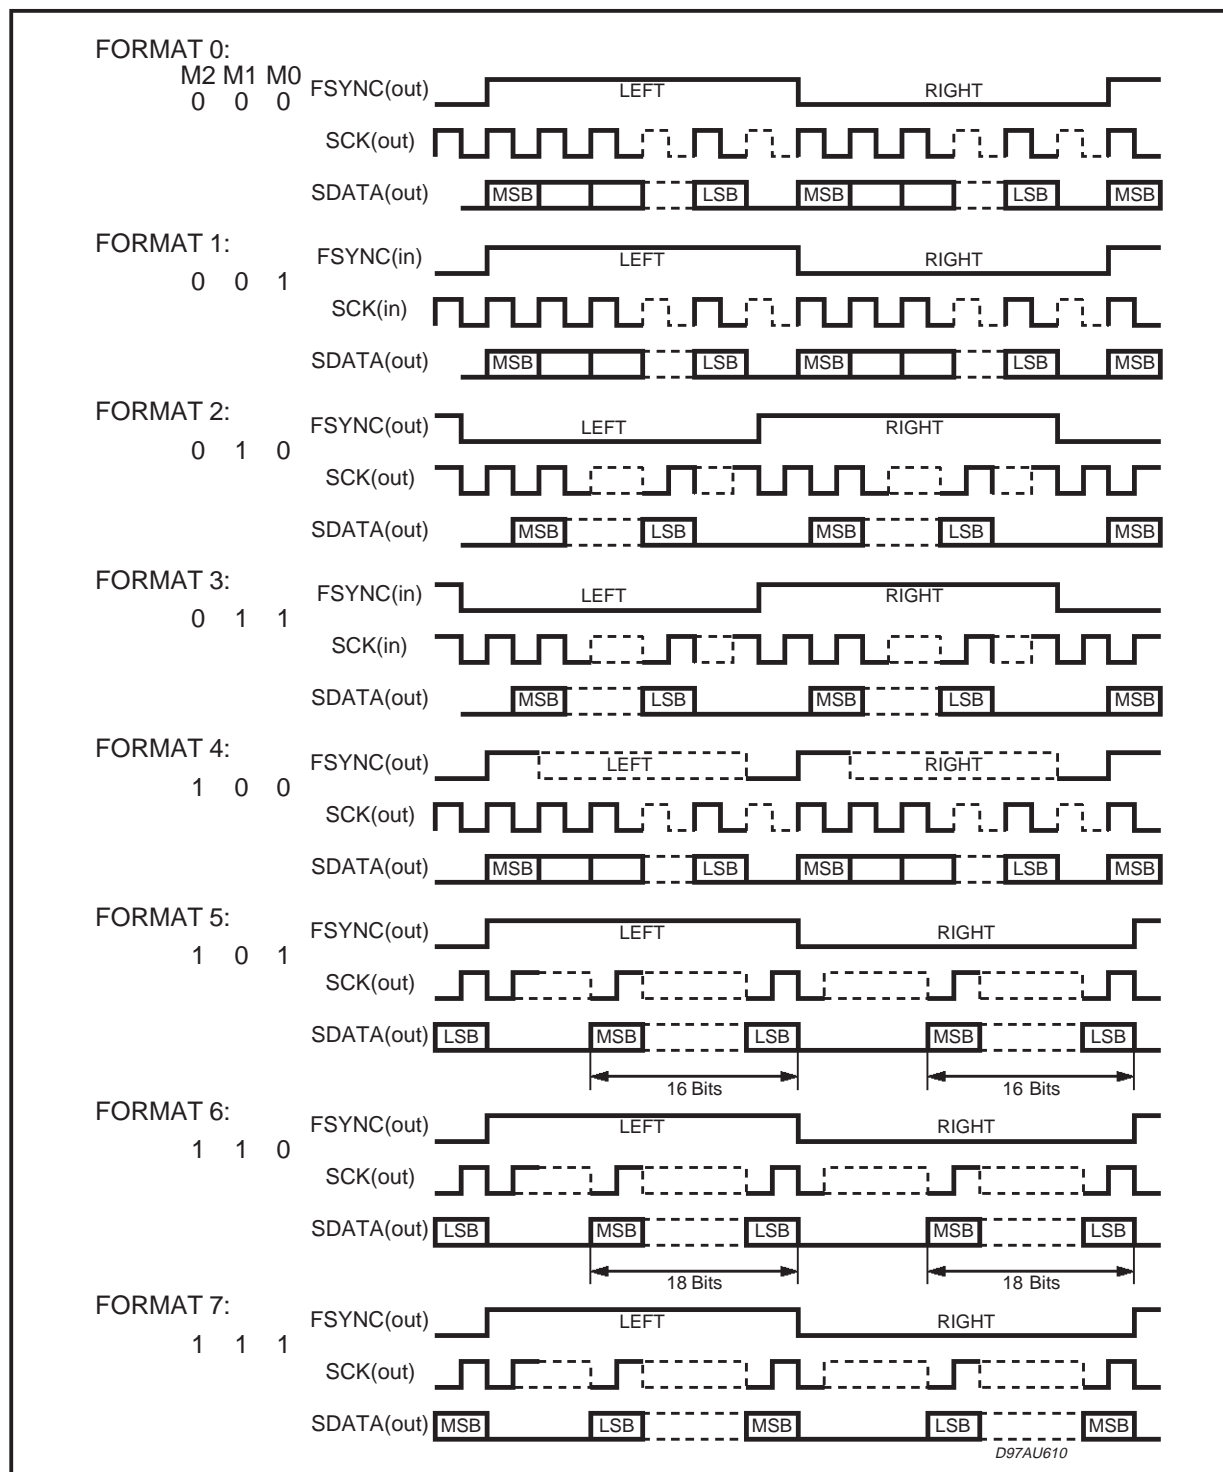 FORMAT 0:
M2 M1 M0
0 0 0
FSYNC(out) LEFT RIGHT
SCK(out)
SDATA(out) MSB LSB MSB LSB MSB
FORMAT 1:
0 0 1
FSYNC(in) LEFT RIGHT
SCK(in)
SDATA(out) MSB LSB MSB LSB MSB
FORMAT 2:
0 1 0
FSYNC(out) LEFT RIGHT
SCK(out)
SDATA(out) MSB LSB MSB LSB MSB
FORMAT 3:
0 1 1
FSYNC(in) LEFT RIGHT
SCK(in)
SDATA(out) MSB LSB MSB LSB MSB
FORMAT 4:
1 0 0
FSYNC(out) LEFT RIGHT
SCK(out)
SDATA(out) MSB LSB MSB LSB MSB
FORMAT 5:
1 0 1
FSYNC(out) LEFT RIGHT
SCK(out)
SDATA(out) LSB MSB LSB MSB LSB
16 Bits 16 Bits
FORMAT 6:
1 1 0
FSYNC(out) LEFT RIGHT
SCK(out)
SDATA(out) LSB MSB LSB MSB LSB
18 Bits 18 Bits
FORMAT 7:
1 1 1
FSYNC(out) LEFT RIGHT
SCK(out)
SDATA(out) MSB LSB MSB LSB MSB
D97AU610